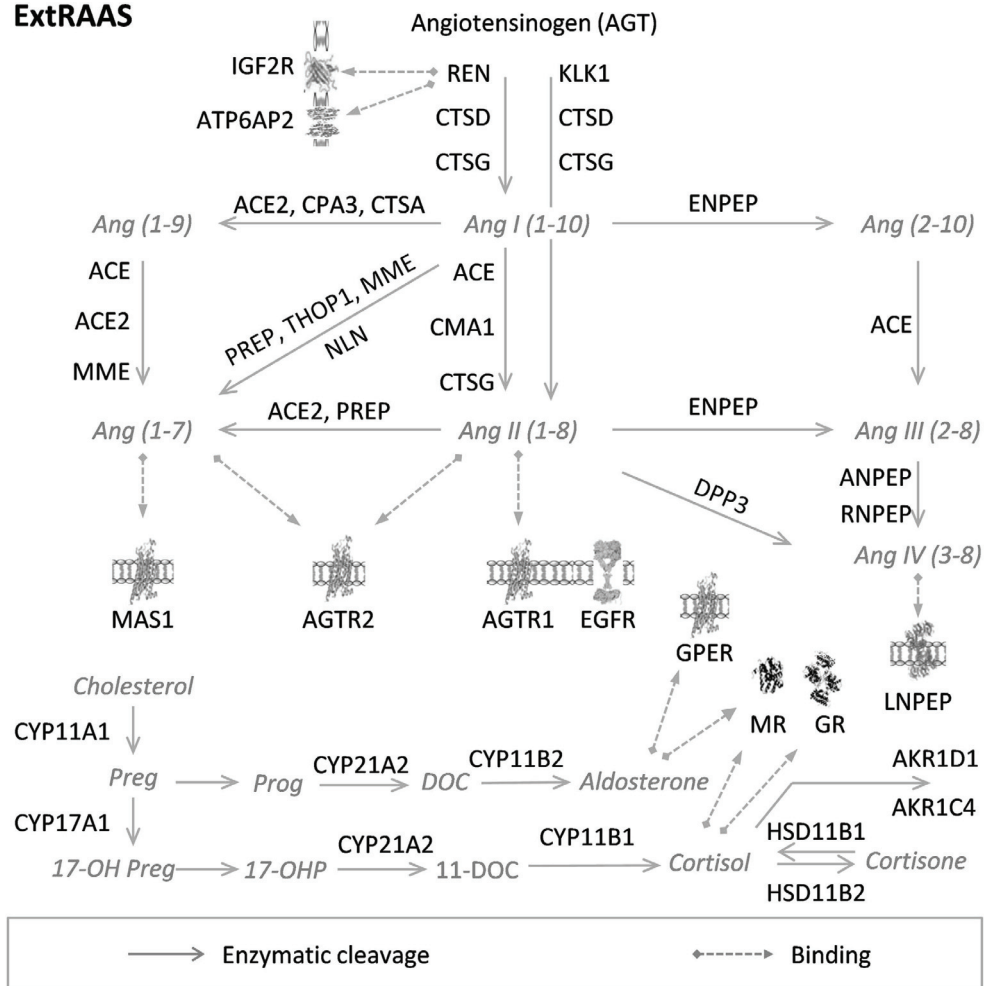 ExtRAAS
Angiotensinogen (AGT)
IGF2R
REN
KLK1
ATP6AP2
CTSD
CTSD
CTSG
CTSG
Ang (1-9)
ACE2, CPA3, CTSA
Ang I (1-10)
ENPEP
Ang (2-10)
ACE
ACE2
MME
PREP, THOP1, MME
NLN
ACE
CMA1
CTSG
ACE
Ang (1-7)
ACE2, PREP
Ang II (1-8)
ENPEP
Ang III (2-8)
DPP3
ANPEP
RNPEP
Ang IV (3-8)
MAS1
AGTR2
AGTR1
EGFR
GPER
MR
GR
LNPEP
Cholesterol
CYP11A1
Preg
Prog
CYP21A2
DOC
CYP11B2
Aldosterone
AKR1D1
AKR1C4
CYP17A1
17-OH Preg
17-OHP
CYP21A2
11-DOC
CYP11B1
Cortisol
HSD11B1
Cortisone
HSD11B2
Enzymatic cleavage
Binding